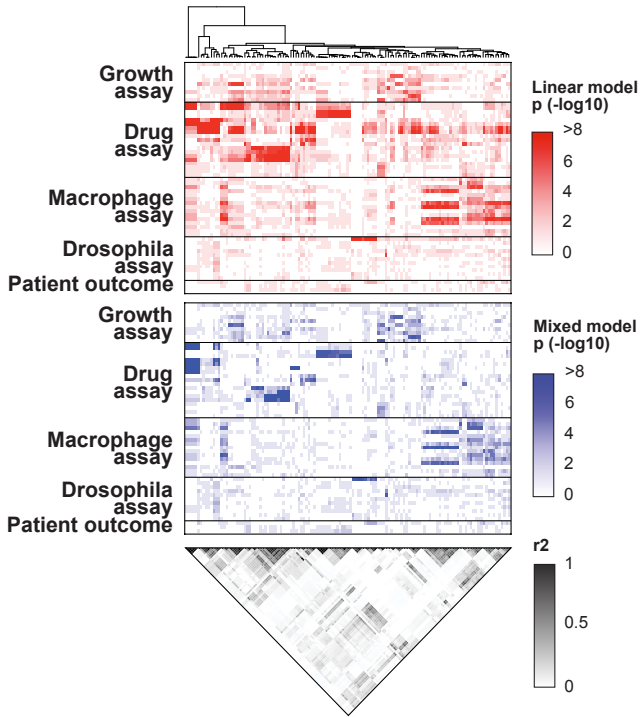 Growth
assay
Drug
assay
Macrophage
assay
Drosophila
assay
Patient outcome
Linear model
p (-log10)
>8
6
4
2
0
Growth
assay
Drug
assay
Macrophage
assay
Drosophila
assay
Patient outcome
Mixed model
p (-log10)
>8
6
4
2
0
r2
1
0.5
0